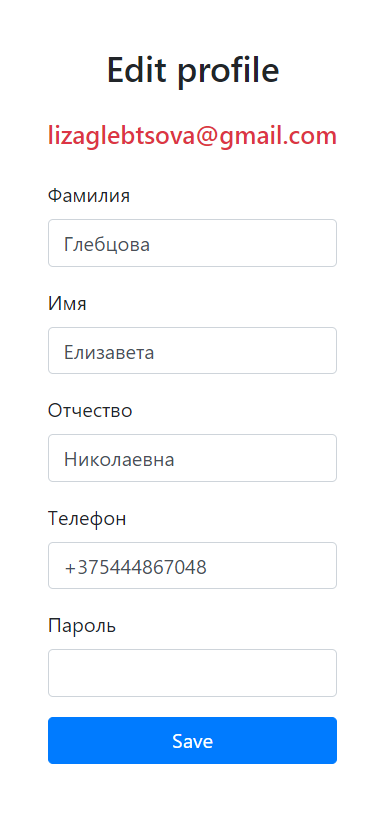 Edit profile
lizaglebtsova@gmail.com
Фамилия
Глебцова
Имя
Елизавета
Отчество
Николаевна
Телефон
+375444867048
Пароль
Save